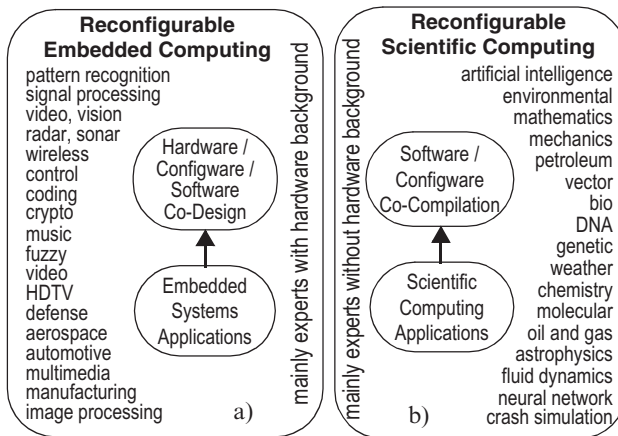 Reconfigurable
Embedded Computing
pattern recognition
signal processing
video, vision
radar, sonar
wireless
control
coding
crypto
music
fuzzy
video
HDTV
defense
aerospace
automotive
multimedia
manufacturing
image processing
Hardware /
Configware /
Software
Co-Design
Embedded
Systems
Applications
a)
mainly experts with hardware background
Reconfigurable
Scientific Computing
mainly experts without hardware background
artificial intelligence
environmental
mathematics
mechanics
petroleum
vector
bio
DNA
genetic
weather
chemistry
molecular
oil and gas
astrophysics
fluid dynamics
neural network
crash simulation
Software /
Configware
Co-Compilation
Scientific
Computing
Applications
b)